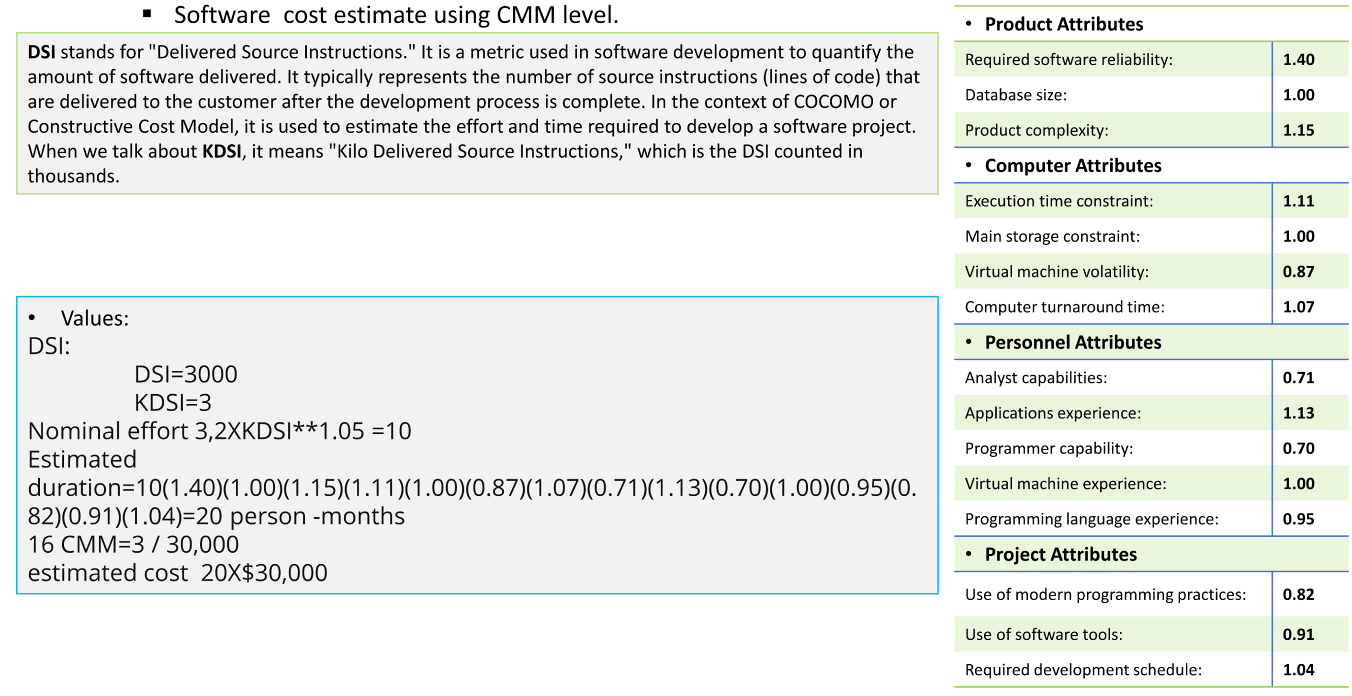 ▪ Software cost estimate using CMM level.
DSI stands for "Delivered Source Instructions." It is a metric used in software development to quantify the
amount of software delivered. It typically represents the number of source instructions (lines of code) that
are delivered to the customer after the development process is complete. In the context of COCOMO or
Constructive Cost Model, it is used to estimate the effort and time required to develop a software project.
When we talk about KDSI, it means "Kilo Delivered Source Instructions," which is the DSI counted in
thousands.
• Values:
DSI:
DSI=3000
KDSI=3
Nominal effort 3,2XKDSI**1.05 =10
Estimated
duration=10(1.40)(1.00)(1.15)(1.11)(1.00)(0.87)(1.07)(0.71)(1.13)(0.70)(1.00)(0.95)(0.
82)(0.91)(1.04)=20 person -months
16 CMM=3 / 30,000
estimated cost 20X$30,000
• Product Attributes
Required software reliability: 1.40
Database size: 1.00
Product complexity: 1.15
• Computer Attributes
Execution time constraint: 1.11
Main storage constraint: 1.00
Virtual machine volatility: 0.87
Computer turnaround time: 1.07
• Personnel Attributes
Analyst capabilities: 0.71
Applications experience: 1.13
Programmer capability: 0.70
Virtual machine experience: 1.00
Programming language experience: 0.95
• Project Attributes
Use of modern programming practices: 0.82
Use of software tools: 0.91
Required development schedule: 1.04